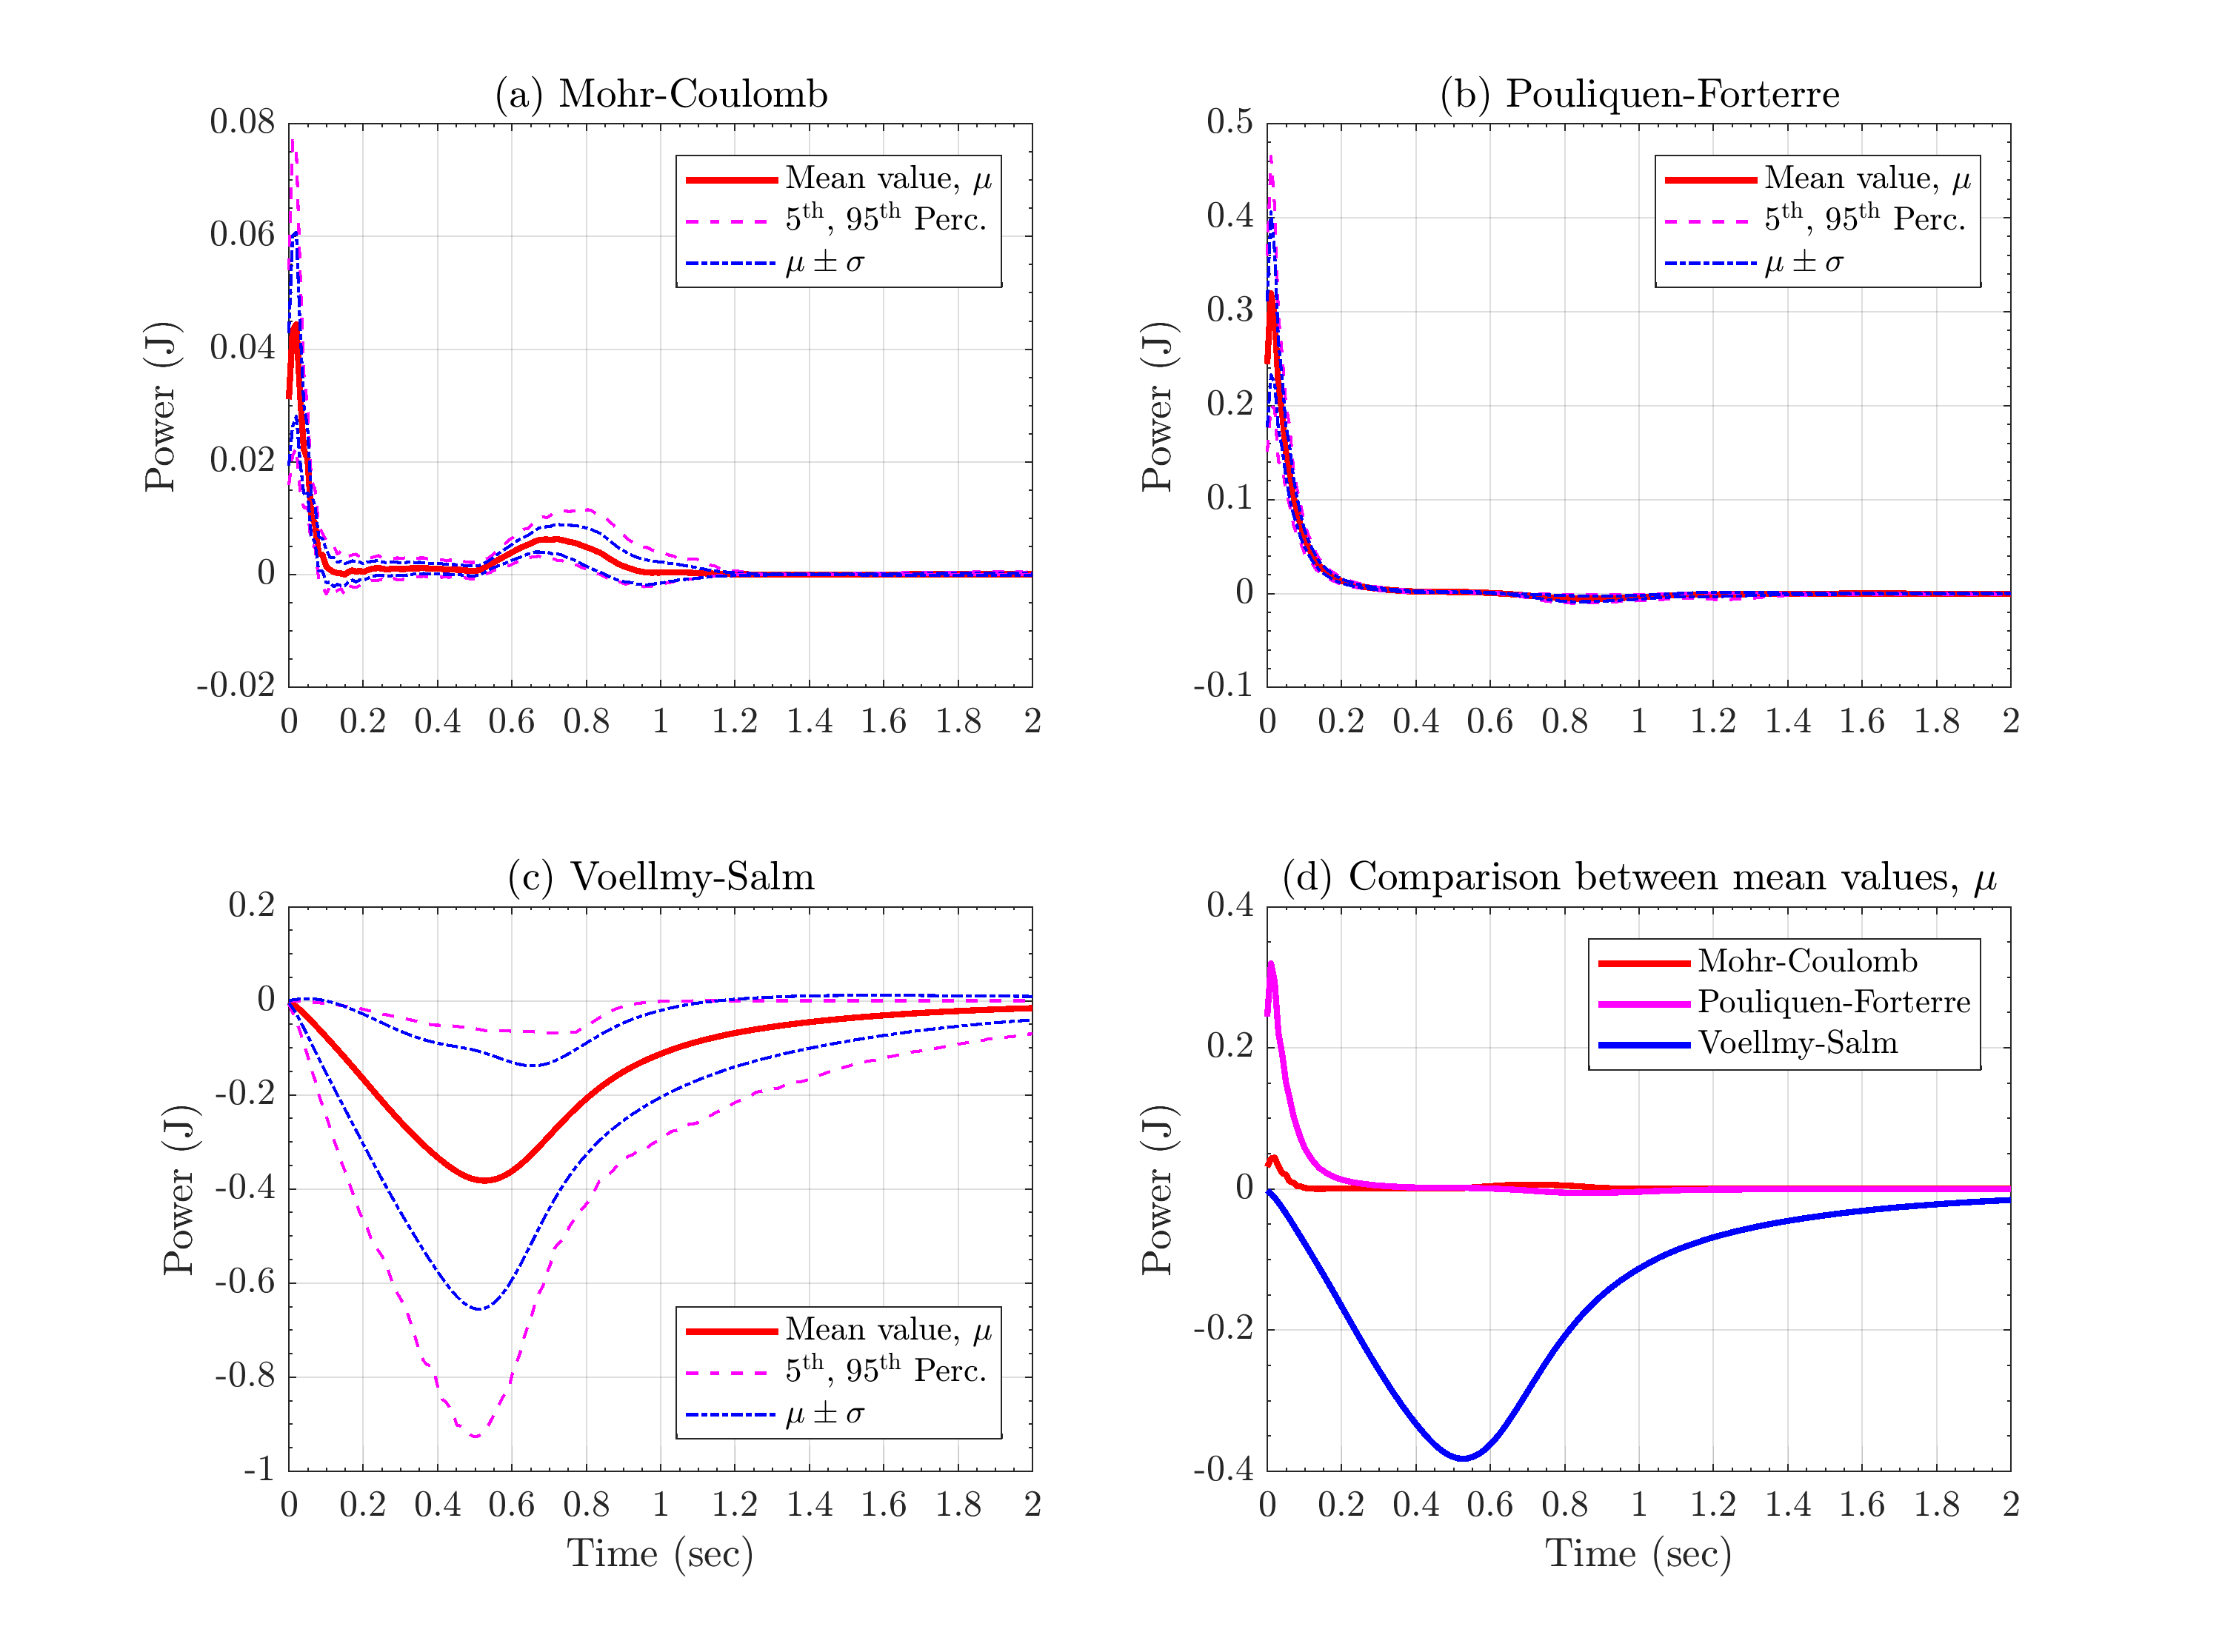 (a) Mohr-Coulomb
0.08
0.06
0.04
0.02
0
-0.02
Power (J)
Mean value, μ
5th, 95th Perc.
μ ± σ
0 0.2 0.4 0.6 0.8 1 1.2 1.4 1.6 1.8 2
(b) Pouliquen-Forterre
0.5
0.4
0.3
0.2
0.1
0
-0.1
Power (J)
Mean value, μ
5th, 95th Perc.
μ ± σ
0 0.2 0.4 0.6 0.8 1 1.2 1.4 1.6 1.8 2
(c) Voellmy-Salm
0.2
0
-0.2
-0.4
-0.6
-0.8
-1
Power (J)
Mean value, μ
5th, 95th Perc.
μ ± σ
0 0.2 0.4 0.6 0.8 1 1.2 1.4 1.6 1.8 2
Time (sec)
(d) Comparison between mean values, μ
0.4
0.2
0
-0.2
-0.4
Power (J)
Mohr-Coulomb
Pouliquen-Forterre
Voellmy-Salm
0 0.2 0.4 0.6 0.8 1 1.2 1.4 1.6 1.8 2
Time (sec)